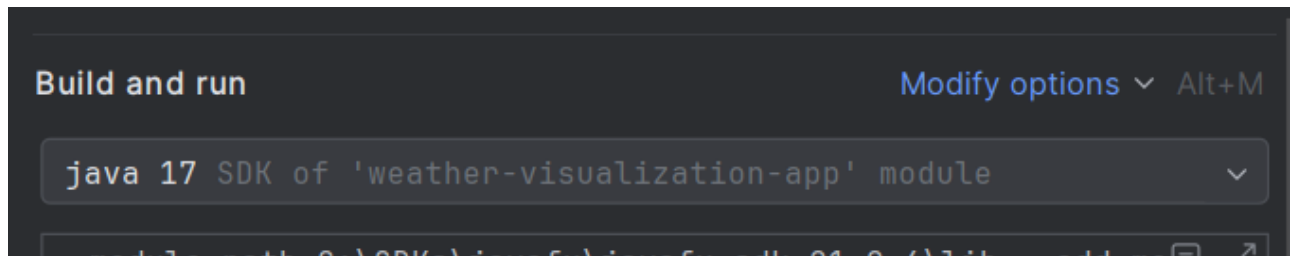 Build and run
Modify options Alt+M
java 17 SDK of 'weather-visualization-app' module